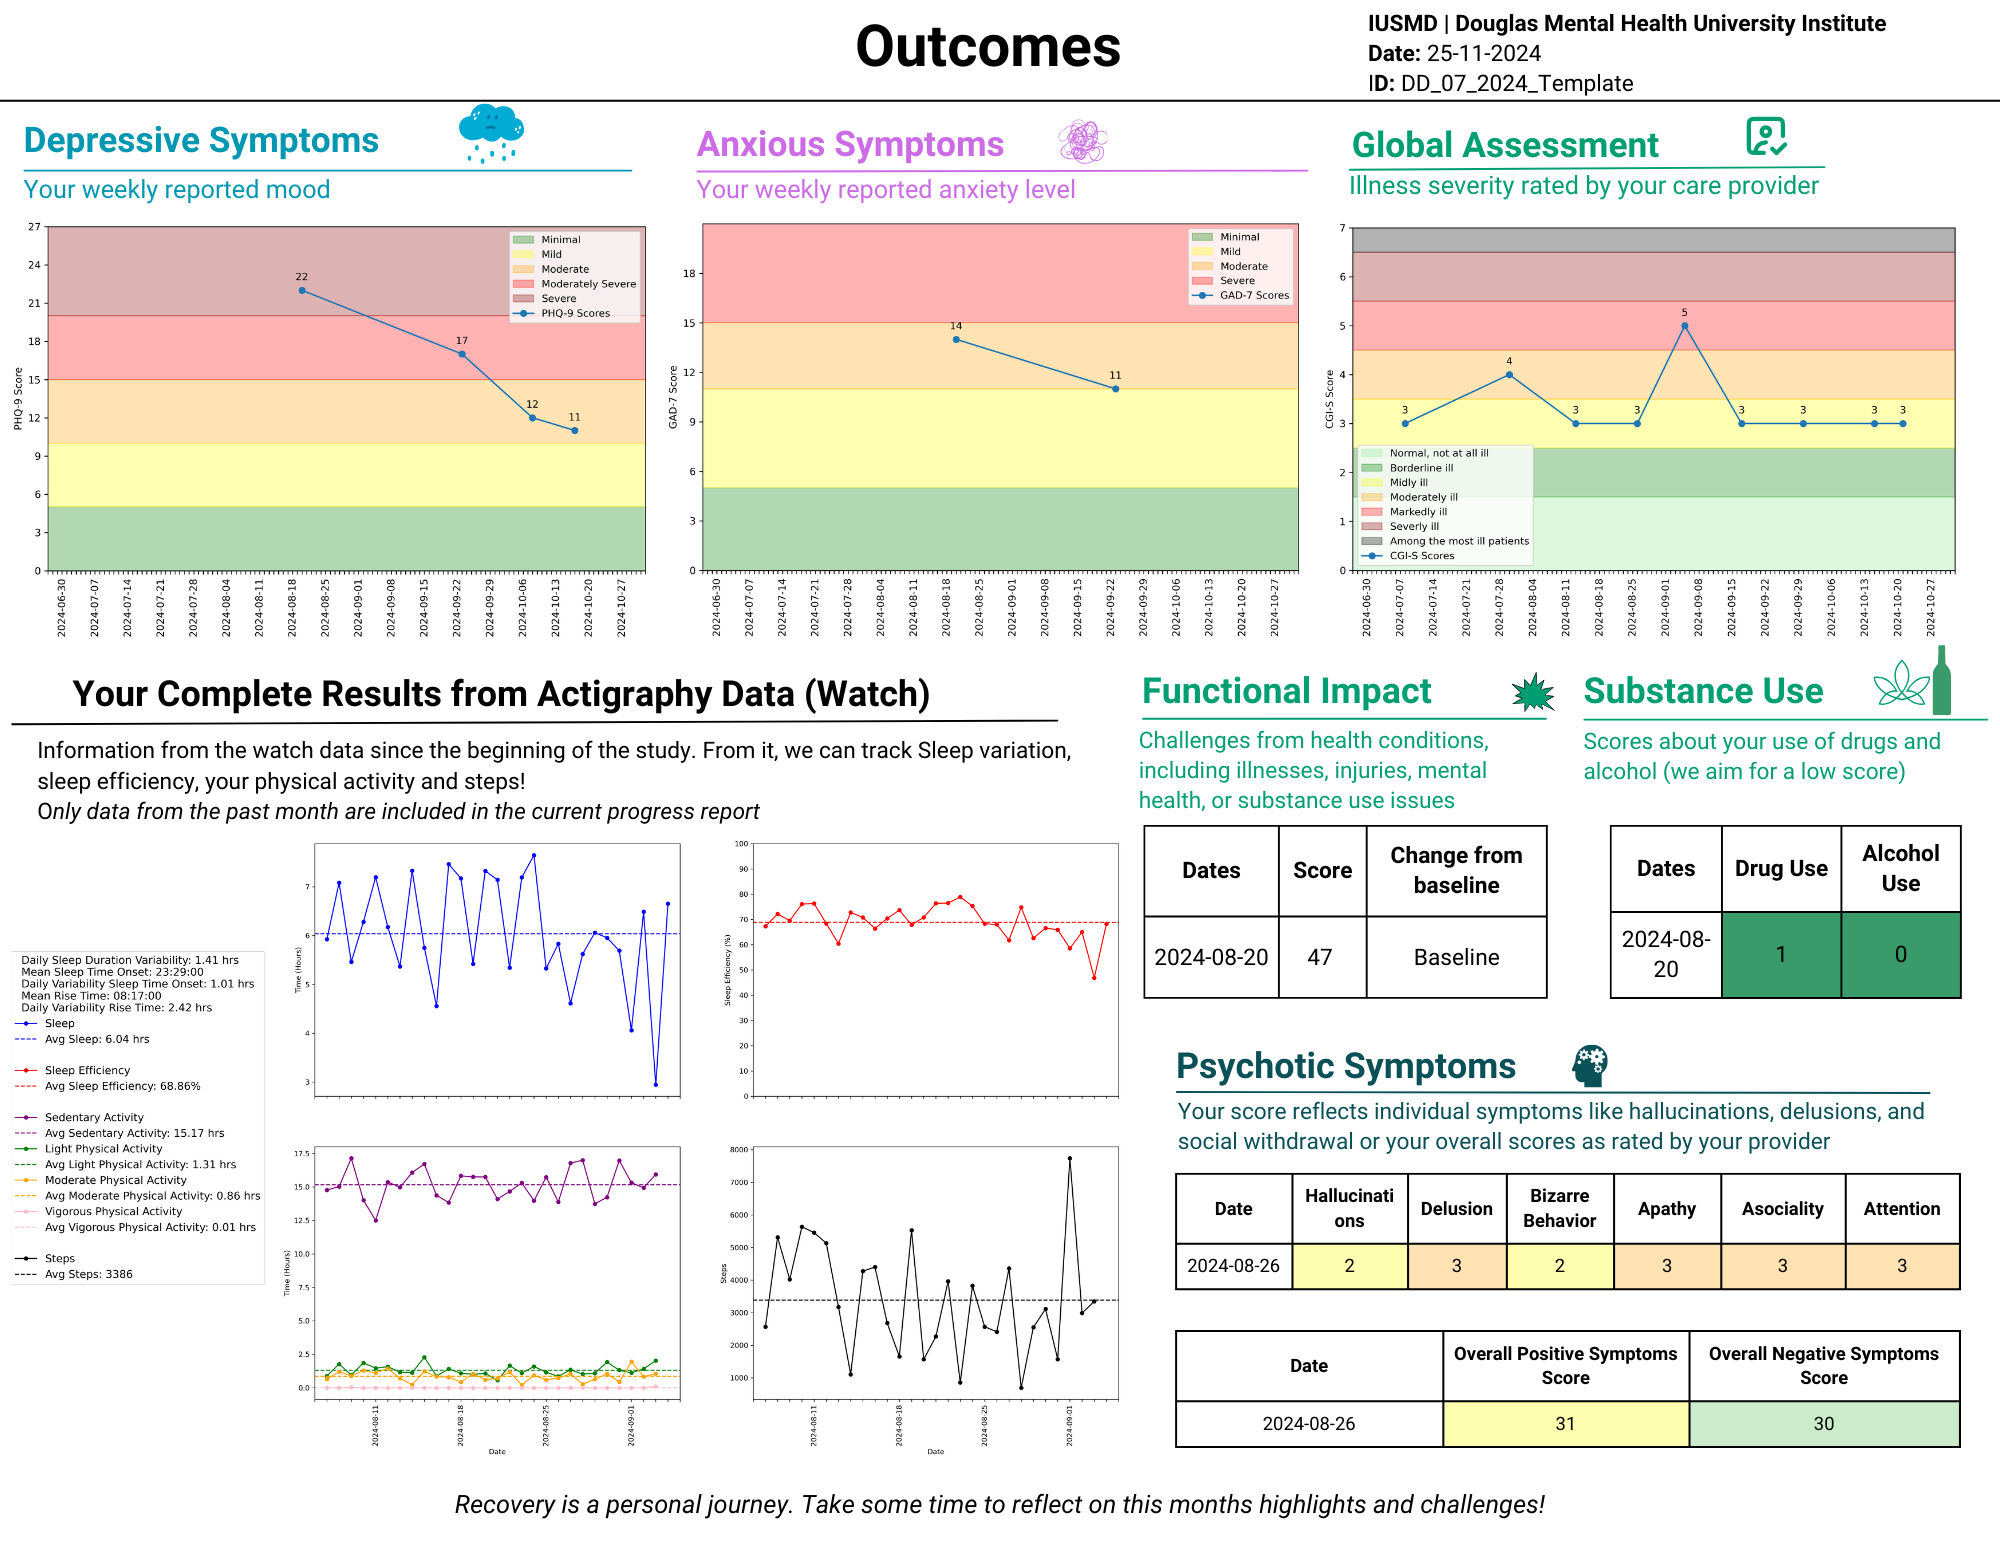 Outcomes
IUSMD | Douglas Mental Health University Institute
Date: 25-11-2024
ID: DD_07_2024_Template
Depressive Symptoms
Your weekly reported mood
27
24
21
18
15
12
9
6
3
0
PHQ-9 Score
Minimal
Mild
Moderate
Moderately Severe
Severe
PHQ-9 Scores
22
17
12
11
2024-06-30
2024-07-07
2024-07-14
2024-07-21
2024-07-28
2024-08-04
2024-08-11
2024-08-18
2024-08-25
2024-09-01
2024-09-08
2024-09-15
2024-09-22
2024-09-29
2024-10-06
2024-10-13
2024-10-20
2024-10-27
Anxious Symptoms
Your weekly reported anxiety level
18
15
12
9
6
3
0
GAD-7 Score
Minimal
Mild
Moderate
Severe
GAD-7 Scores
14
11
2024-06-30
2024-07-07
2024-07-14
2024-07-21
2024-07-28
2024-08-04
2024-08-11
2024-08-18
2024-08-25
2024-09-01
2024-09-08
2024-09-15
2024-09-22
2024-09-29
2024-10-06
2024-10-13
2024-10-20
2024-10-27
Global Assessment
Illness severity rated by your care provider
7
6
5
4
3
2
1
0
CGI-S Score
3
4
3
3
5
3
3
3
3
Normal, not at all ill
Borderline ill
Midly ill
Moderately ill
Markedly ill
Severly ill
Among the most ill patients
CGI-S Scores
2024-06-30
2024-07-07
2024-07-14
2024-07-21
2024-07-28
2024-08-04
2024-08-11
2024-08-18
2024-08-25
2024-09-01
2024-09-08
2024-09-15
2024-09-22
2024-09-29
2024-10-06
2024-10-13
2024-10-20
2024-10-27
Your Complete Results from Actigraphy Data (Watch)
Information from the watch data since the beginning of the study. From it, we can track Sleep variation,
sleep efficiency, your physical activity and steps!
Only data from the past month are included in the current progress report
Daily Sleep Duration Variability: 1.41 hrs
Mean Sleep Time Onset: 23:29:00
Daily Variability Sleep Time Onset: 1.01 hrs
Mean Rise Time: 08:17:00
Daily Variability Rise Time: 2.42 hrs
Sleep
Avg Sleep: 6.04 hrs
Sleep Efficiency
Avg Sleep Efficiency: 68.86%
Sedentary Activity
Avg Sedentary Activity: 15.17 hrs
Light Physical Activity
Avg Light Physical Activity: 1.31 hrs
Moderate Physical Activity
Avg Moderate Physical Activity: 0.86 hrs
Vigorous Physical Activity
Avg Vigorous Physical Activity: 0.01 hrs
Steps
Avg Steps: 3386
7
6
5
4
3
Time (Hours)
100
90
80
70
60
50
40
30
20
10
0
Sleep Efficiency (%)
17.5
15.0
12.5
10.0
7.5
5.0
2.5
0.0
Time (Hours)
2024-08-11
2024-08-18
2024-08-25
2024-09-01
Date
8000
7000
6000
5000
4000
3000
2000
1000
Steps
2024-08-11
2024-08-18
2024-08-25
2024-09-01
Date
Functional Impact
Challenges from health conditions,
including illnesses, injuries, mental
health, or substance use issues
Dates Score Change from
baseline
2024-08-20 47 Baseline
Substance Use
Scores about your use of drugs and
alcohol (we aim for a low score)
Dates Drug Use Alcohol
Use
2024-08-
20 1 0
Psychotic Symptoms
Your score reflects individual symptoms like hallucinations, delusions, and
social withdrawal or your overall scores as rated by your provider
Date Hallucinati
ons Delusion Bizarre
Behavior Apathy Asociality Attention
2024-08-26 2 3 2 3 3 3
Date Overall Positive Symptoms
Score Overall Negative Symptoms
Score
2024-08-26 31 30
Recovery is a personal journey. Take some time to reflect on this months highlights and challenges!